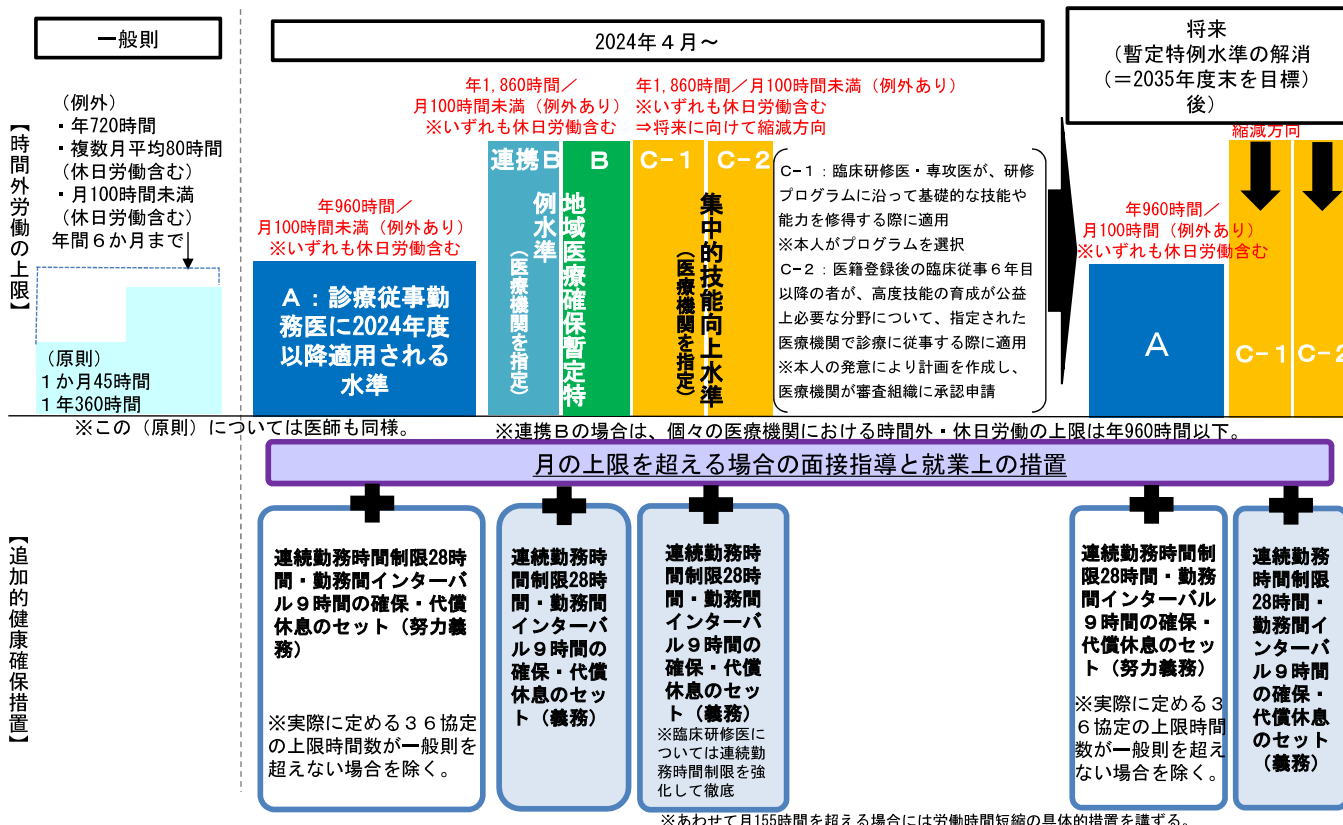 一般則
2024年４月～
将来
（暫定特例水準の解消
（＝2035年度末を目標）
後）
【時間外労働の上限】
（例外）
・年720時間
・複数月平均80時間
（休日労働含む）
・月100時間未満
（休日労働含む）
年間６か月まで
（原則）
１か月45時間
１年360時間
年960時間／
月100時間未満（例外あり）
※いずれも休日労働含む
Ａ：診療従事勤
務医に2024年度
以降適用される
水準
年1,860時間／
月100時間未満（例外あり）
※いずれも休日労働含む
連携Ｂ
Ｂ
地域医療確保暫定特
例水準
（医療機関を指定）
年1,860時間／月100時間未満（例外あり）
※いずれも休日労働含む
⇒将来に向けて縮減方向
Ｃ－１
Ｃ－２
集中的技能向上水準
（医療機関を指定）
Ｃ－１：臨床研修医・専攻医が、研修
プログラムに沿って基礎的な技能や
能力を修得する際に適用
※本人がプログラムを選択
Ｃ－２：医籍登録後の臨床従事６年目
以降の者が、高度技能の育成が公益
上必要な分野について、指定された
医療機関で診療に従事する際に適用
※本人の発意により計画を作成し、
医療機関が審査組織に承認申請
年960時間／
月100時間（例外あり）
※いずれも休日労働含む
Ａ
縮減方向
Ｃ－１
Ｃ－２
※この（原則）については医師も同様。
※連携Ｂの場合は、個々の医療機関における時間外・休日労働の上限は年960時間以下。
月の上限を超える場合の面接指導と就業上の措置
【追加的健康確保措置】
連続勤務時間制限28時
間・勤務間インターバ
ル９時間の確保・代償
休息のセット（努力義
務）
※実際に定める３６協定
の上限時間数が一般則を
超えない場合を除く。
連続勤務時
間制限28時
間・勤務間
インターバ
ル９時間の
確保・代償
休息のセッ
ト（義務）
連続勤務時
間制限28時
間・勤務間
インターバ
ル９時間の
確保・代償
休息のセッ
ト（義務）
※臨床研修医に
ついては連続勤
務時間制限を強
化して徹底
連続勤務時間制
限28時間・勤務
間インターバル
９時間の確保・
代償休息のセッ
ト（努力義務）
※実際に定める３
６協定の上限時間
数が一般則を超え
ない場合を除く。
連続勤務
時間制限
28時間・
勤務間イ
ンターバ
ル９時間
の確保・
代償休息
のセット
（義務）
※あわせて月155時間を超える場合には労働時間短縮の具体的措置を講ずる。